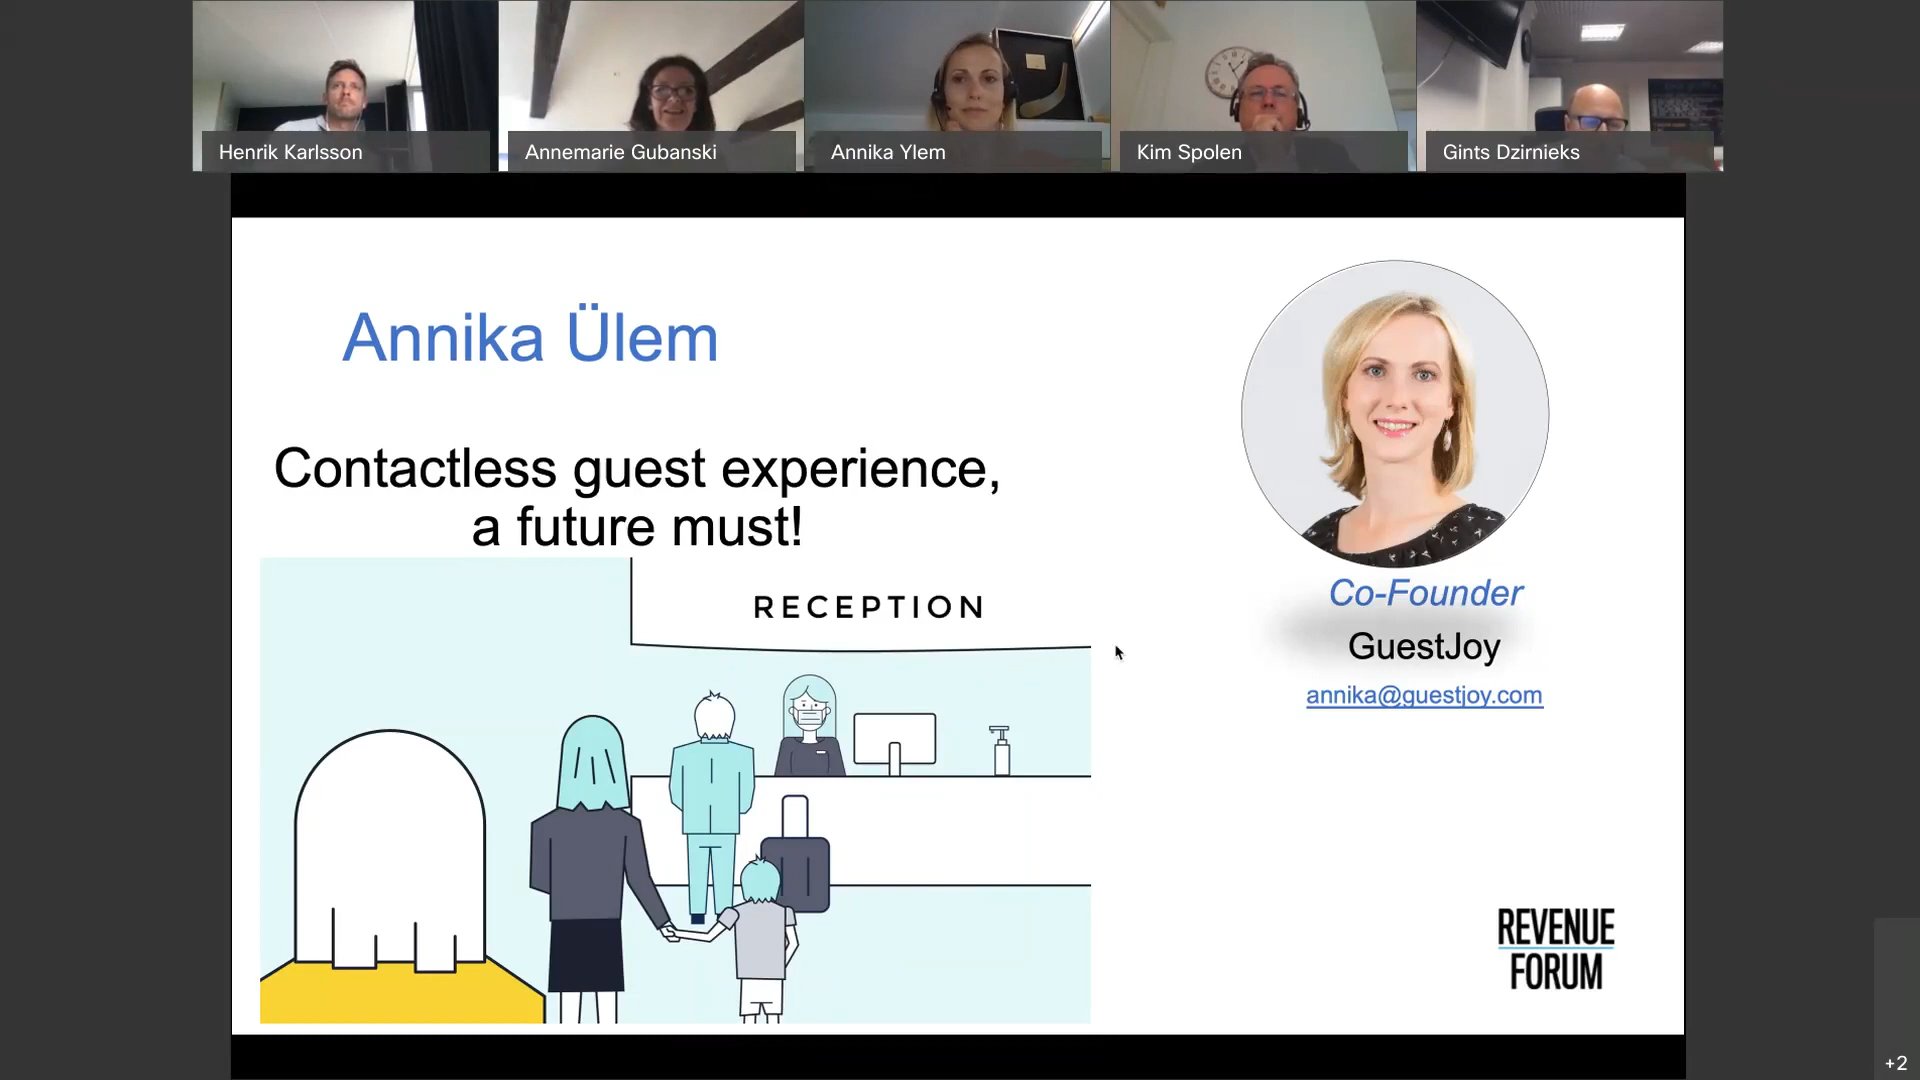 Henrik Karlsson
Annemarie Gubanski
Annika Ylem
Kim Spolen
Gints Dzirnieks
Annika Ülem
Contactless guest experience,
a future must!
RECEPTION
Co-Founder
GuestJoy
annika@guestjoy.com
REVENUE
FORUM
+2